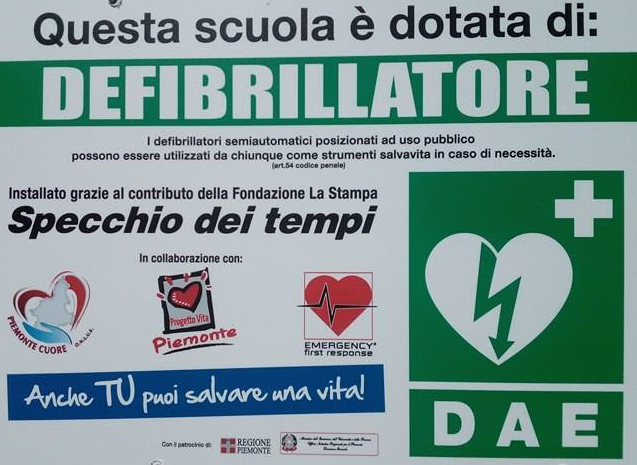 Questa scuola è dotata di:
DEFIBRILLATORE
I defibrillatori semiautomatici posizionati ad uso pubblico
possono essere utilizzati da chiunque come strumenti salvavita in caso di necessità.
(art.54 codice penale)
Installato grazie al contributo della Fondazione La Stampa
Specchio dei tempi
In collaborazione con:
PIEMONTE CUORE O.N.L.U.S.
Progetto Vita
Piemonte
EMERGENCY
first response
Anche TU puoi salvare una vita!
Con il patrocinio di:
REGIONE
PIEMONTE
DAE